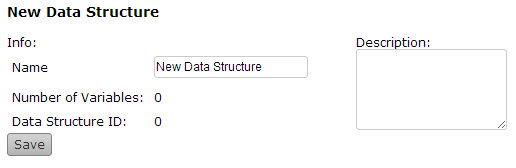 New Data Structure
Info:
Description:
Name
New Data Structure
Number of Variables: 0
Data Structure ID: 0
Save